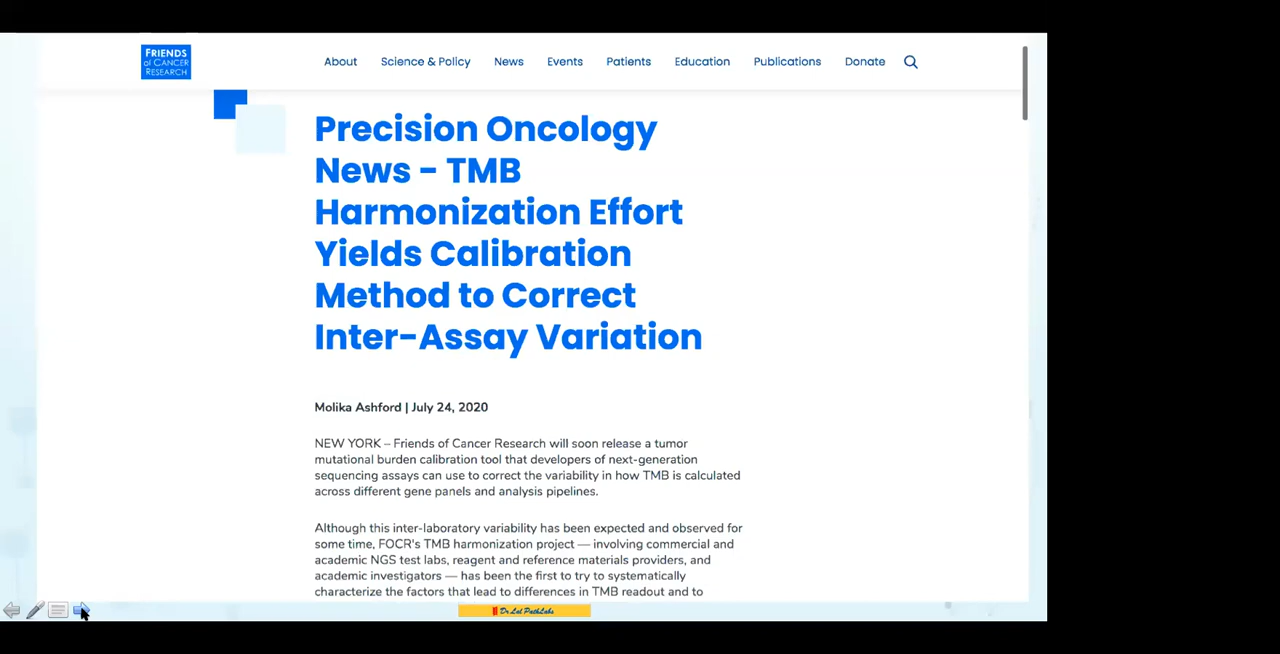 FRIENDS
of CANCER
RESEARCH
About Science & Policy News Events Patients Education Publications Donate
Precision Oncology
News - TMB
Harmonization Effort
Yields Calibration
Method to Correct
Inter-Assay Variation
Molika Ashford | July 24, 2020
NEW YORK – Friends of Cancer Research will soon release a tumor
mutational burden calibration tool that developers of next-generation
sequencing assays can use to correct the variability in how TMB is calculated
across different gene panels and analysis pipelines.
Although this inter-laboratory variability has been expected and observed for
some time, FOCR's TMB harmonization project — involving commercial and
academic NGS test labs, reagent and reference materials providers, and
academic investigators — has been the first to try to systematically
characterize the factors that lead to differences in TMB readout and to
Dr Lal PathLabs